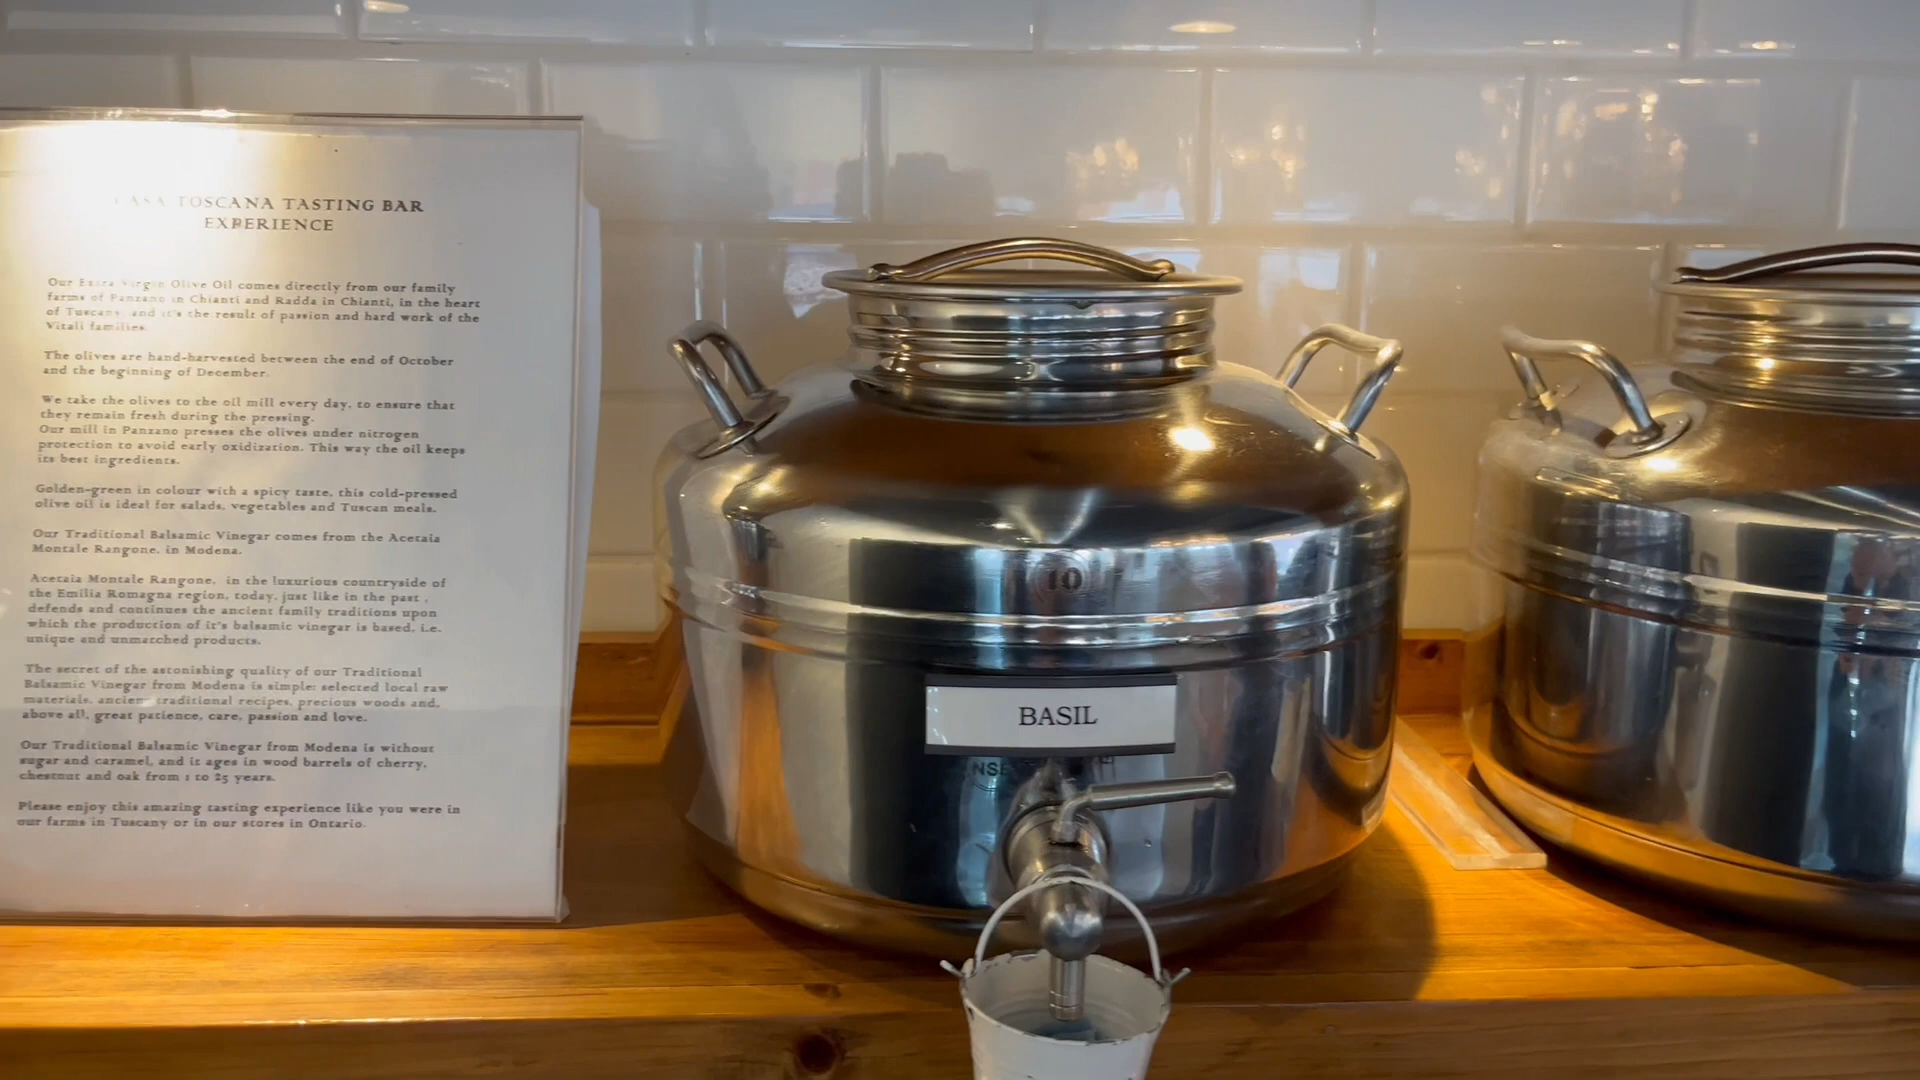 CASA TOSCANA TASTING BAR
EXPERIENCE
Our Extra Virgin Olive Oil comes directly from our family
farms of Panzano in Chianti and Radda in Chianti, in the heart
of Tuscany and it's the result of passion and hard work of the
Vitali families.
The olives are hand-harvested between the end of October
and the beginning of December.
We take the olives to the oil mill every day, to ensure that
they remain fresh during the pressing.
Our mill in Panzano presses the olives under nitrogen
protection to avoid early oxidization. This way the oil keeps
its best ingredients.
Golden-green in colour with a spicy taste, this cold-pressed
olive oil is ideal for salads, vegetables and Tuscan meals.
Our Traditional Balsamic Vinegar comes from the Acetaia
Montale Rangone, in Modena.
Acetaia Montale Rangone, in the luxurious countryside of
the Emilia Romagna region, today, just like in the past ,
defends and continues the ancient family traditions upon
which the production of it's balsamic vinegar is based, i.e.
unique and unmatched products.
The secret of the astonishing quality of our Traditional
Balsamic Vinegar from Modena is simple: selected local raw
materials, ancient traditional recipes, precious woods and,
above all, great patience, care, passion and love.
Our Traditional Balsamic Vinegar from Modena is without
sugar and caramel, and it ages in wood barrels of cherry,
chestnut and oak from 1 to 25 years.
Please enjoy this amazing tasting experience like you were in
our farms in Tuscany or in our stores in Ontario.
10
BASIL